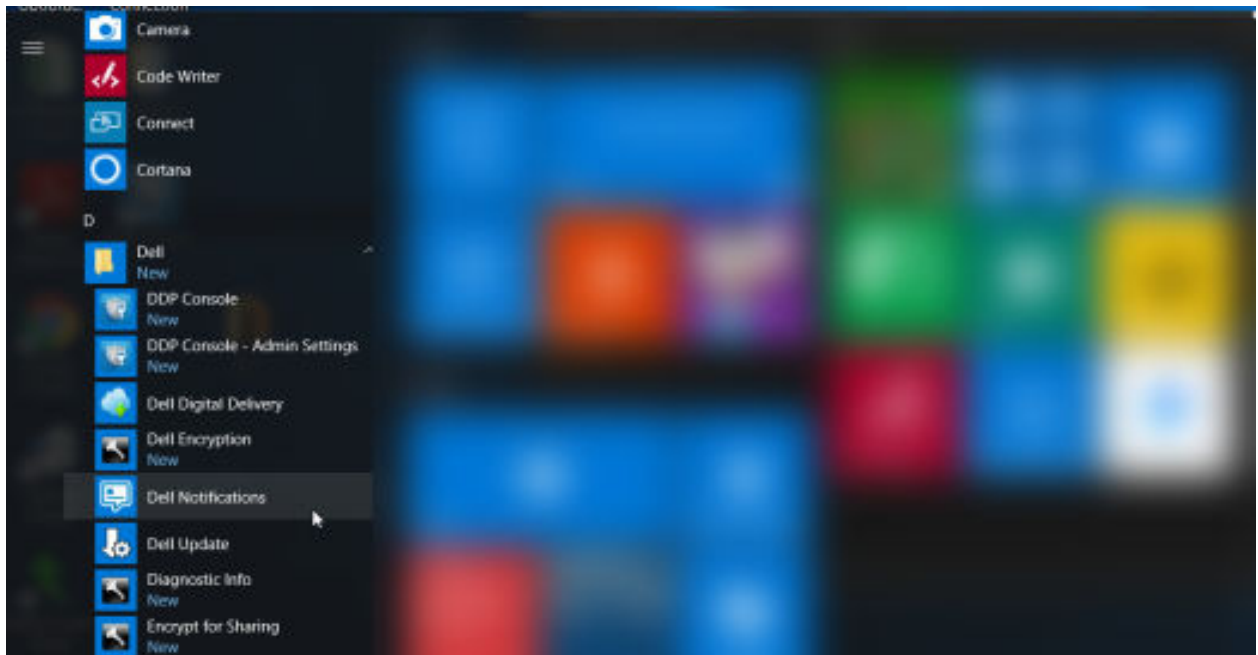 Camera
Code Writer
Connect
Cortana
D
Dell
New
DDP Console
New
DDP Console - Admin Settings
New
Dell Digital Delivery
Dell Encryption
New
Dell Notifications
Dell Update
Diagnostic Info
New
Encrypt for Sharing
New